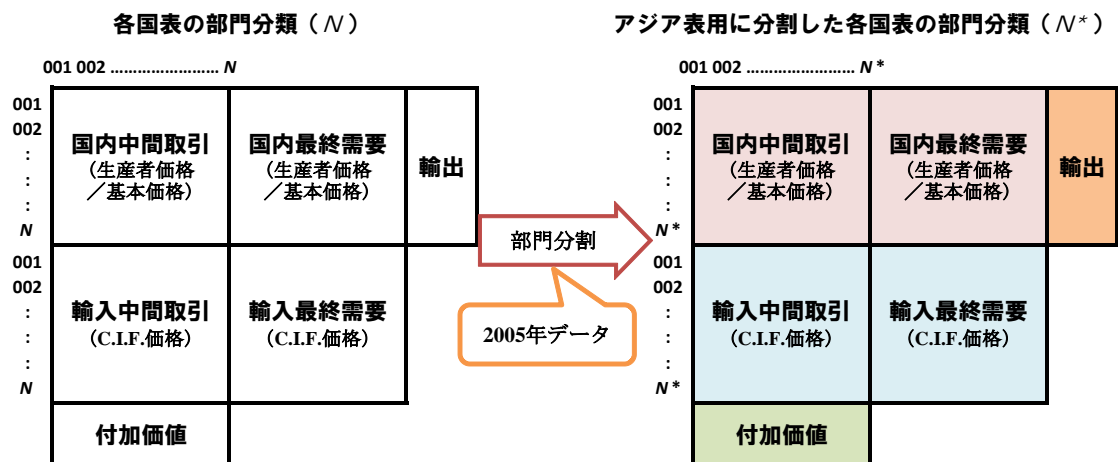 各国表の部門分類（N）
001 002 ........................ N
001
002
:
:
:
N
国内中間取引
(生産者価格
／基本価格)
国内最終需要
(生産者価格
／基本価格)
輸出
001
002
:
:
:
N
輸入中間取引
(C.I.F.価格)
輸入最終需要
(C.I.F.価格)
付加価値
部門分割
2005年データ
アジア表用に分割した各国表の部門分類（N*）
001 002 ........................ N*
001
002
:
:
:
N*
国内中間取引
(生産者価格
／基本価格)
国内最終需要
(生産者価格
／基本価格)
輸出
001
002
:
:
:
N*
輸入中間取引
(C.I.F.価格)
輸入最終需要
(C.I.F.価格)
付加価値